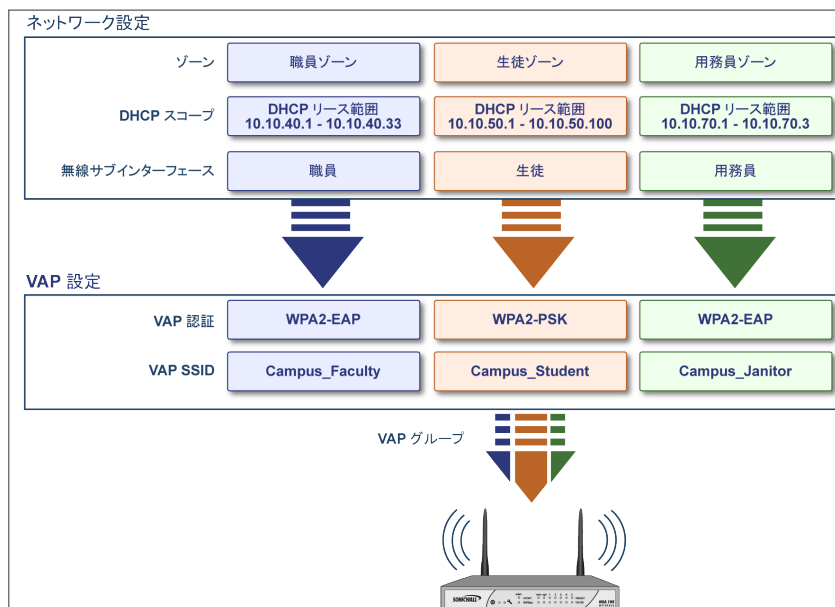 ネットワーク設定
ゾーン
職員ゾーン
生徒ゾーン
用務員ゾーン
DHCP スコープ
DHCP リース範囲
10.10.40.1 - 10.10.40.33
DHCP リース範囲
10.10.50.1 - 10.10.50.100
DHCP リース範囲
10.10.70.1 - 10.10.70.3
無線サブインターフェース
職員
生徒
用務員
VAP 設定
VAP 認証
WPA2-EAP
WPA2-PSK
WPA2-EAP
VAP SSID
Campus_Faculty
Campus_Student
Campus_Janitor
VAP グループ
SONICWALL